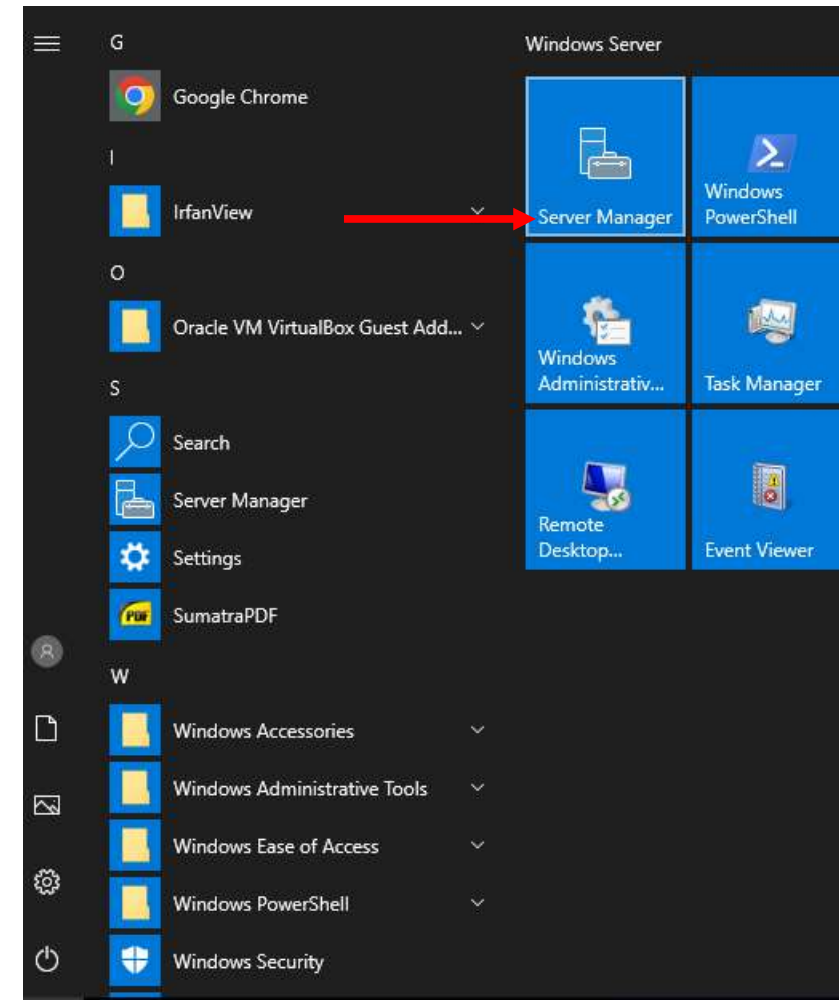 G
Google Chrome
I
IrfanView
O
Oracle VM VirtualBox Guest Add...
S
Search
Server Manager
Settings
PDF
SumatraPDF
W
Windows Accessories
Windows Administrative Tools
Windows Ease of Access
Windows PowerShell
Windows Security
Windows Server
Server Manager
Windows
PowerShell
Windows
Administrativ...
Task Manager
Remote
Desktop...
Event Viewer